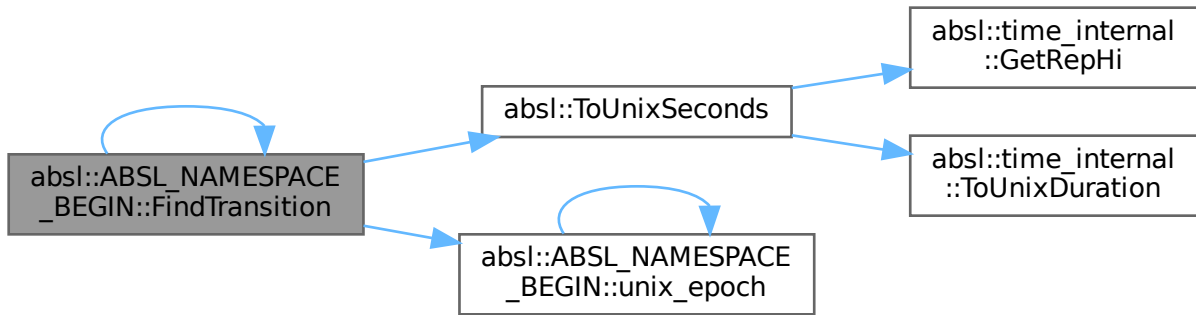 absl::ABSL_NAMESPACE
_BEGIN::FindTransition
absl::ToUnixSeconds
absl::time_internal
::GetRepHi
absl::time_internal
::ToUnixDuration
absl::ABSL_NAMESPACE
_BEGIN::unix_epoch